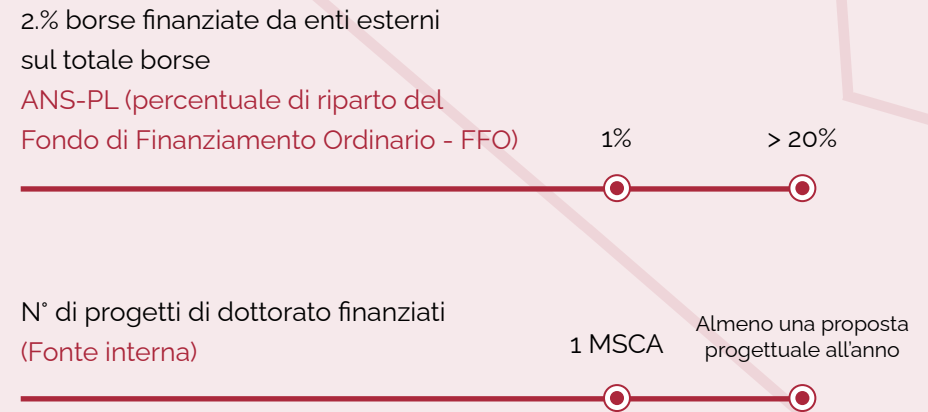 2.% borse finanziate da enti esterni
sul totale borse
ANS-PL (percentuale di riparto del
Fondo di Finanziamento Ordinario - FFO)
1%
> 20%
N° di progetti di dottorato finanziati
(Fonte interna)
1 MSCA
Almeno una proposta
progettuale all'anno